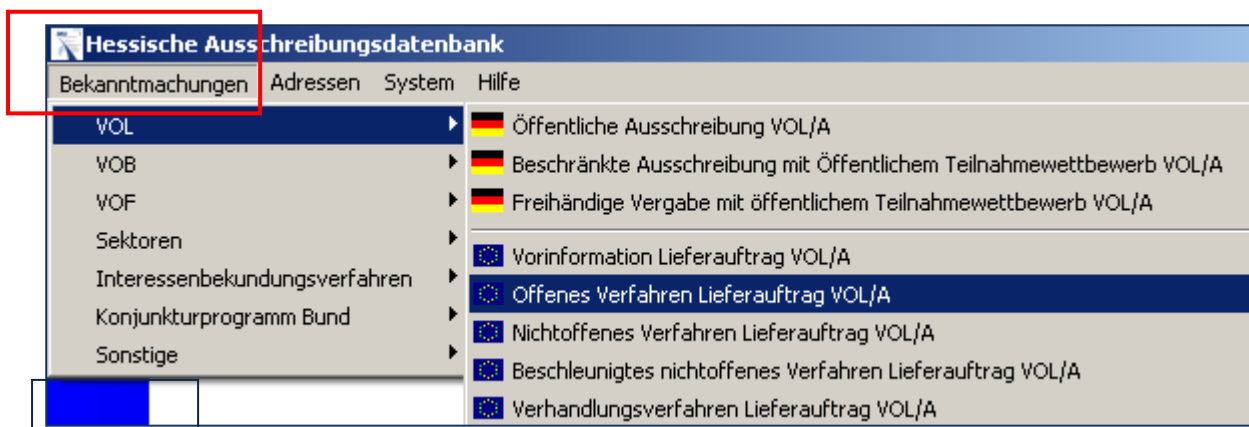 Hessische Ausschreibungsdatenbank
Bekanntmachungen Adressen System Hilfe
VOL
VOB
VOF
Sektoren
Interessenbekundungsverfahren
Konjunkturprogramm Bund
Sonstige
Öffentliche Ausschreibung VOL/A
Beschränkte Ausschreibung mit Öffentlichem Teilnahmewettbewerb VOL/A
Freihändige Vergabe mit öffentlichem Teilnahmewettbewerb VOL/A
Vorinformation Lieferauftrag VOL/A
Offenes Verfahren Lieferauftrag VOL/A
Nichtoffenes Verfahren Lieferauftrag VOL/A
Beschleunigtes nichtoffenes Verfahren Lieferauftrag VOL/A
Verhandlungsverfahren Lieferauftrag VOL/A